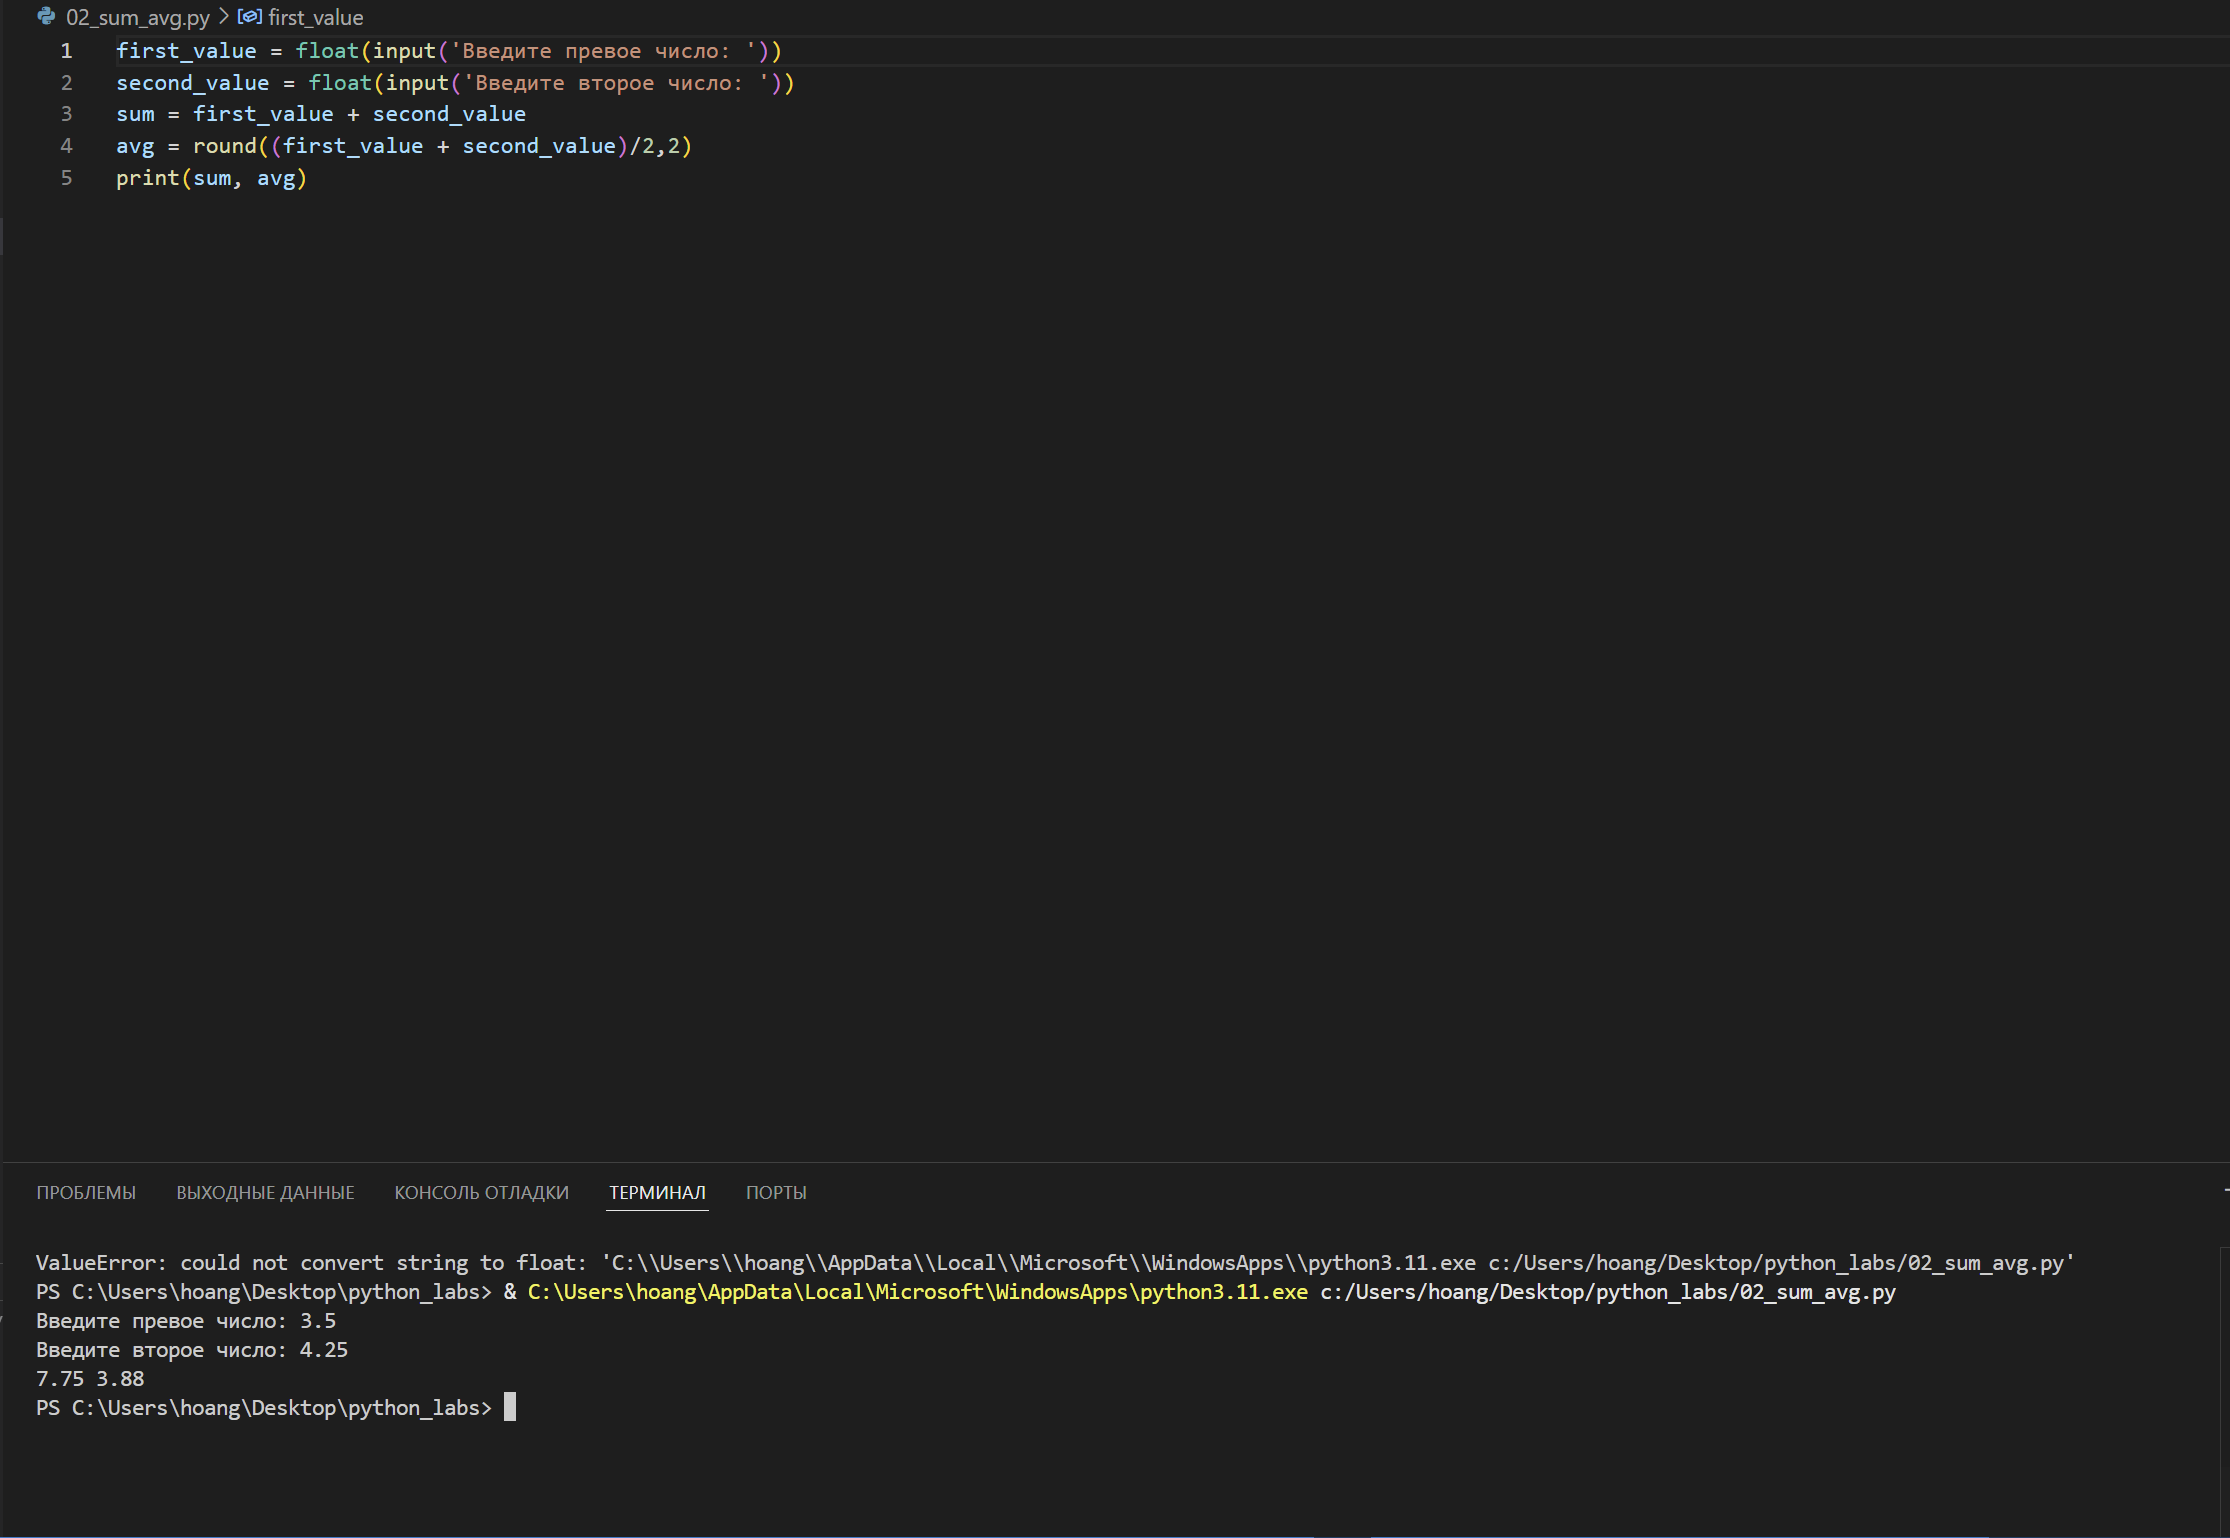 02_sum_avg.py > first_value
1 first_value = float(input('Введите превое число: '))
2 second_value = float(input('Введите второе число: '))
3 sum = first_value + second_value
4 avg = round((first_value + second_value)/2,2)
5 print(sum, avg)
ПРОБЛЕМЫ ВЫХОДНЫЕ ДАННЫЕ КОНСОЛЬ ОТЛАДКИ ТЕРМИНАЛ ПОРТЫ
ValueError: could not convert string to float: 'C:\\Users\\hoang\\AppData\\Local\\Microsoft\\WindowsApps\\python3.11.exe c:/Users/hoang/Desktop/python_labs/02_sum_avg.py'
PS C:\Users\hoang\Desktop\python_labs> & C:\Users\hoang\AppData\Local\Microsoft\WindowsApps\python3.11.exe c:/Users/hoang/Desktop/python_labs/02_sum_avg.py
Введите превое число: 3.5
Введите второе число: 4.25
7.75 3.88
PS C:\Users\hoang\Desktop\python_labs>